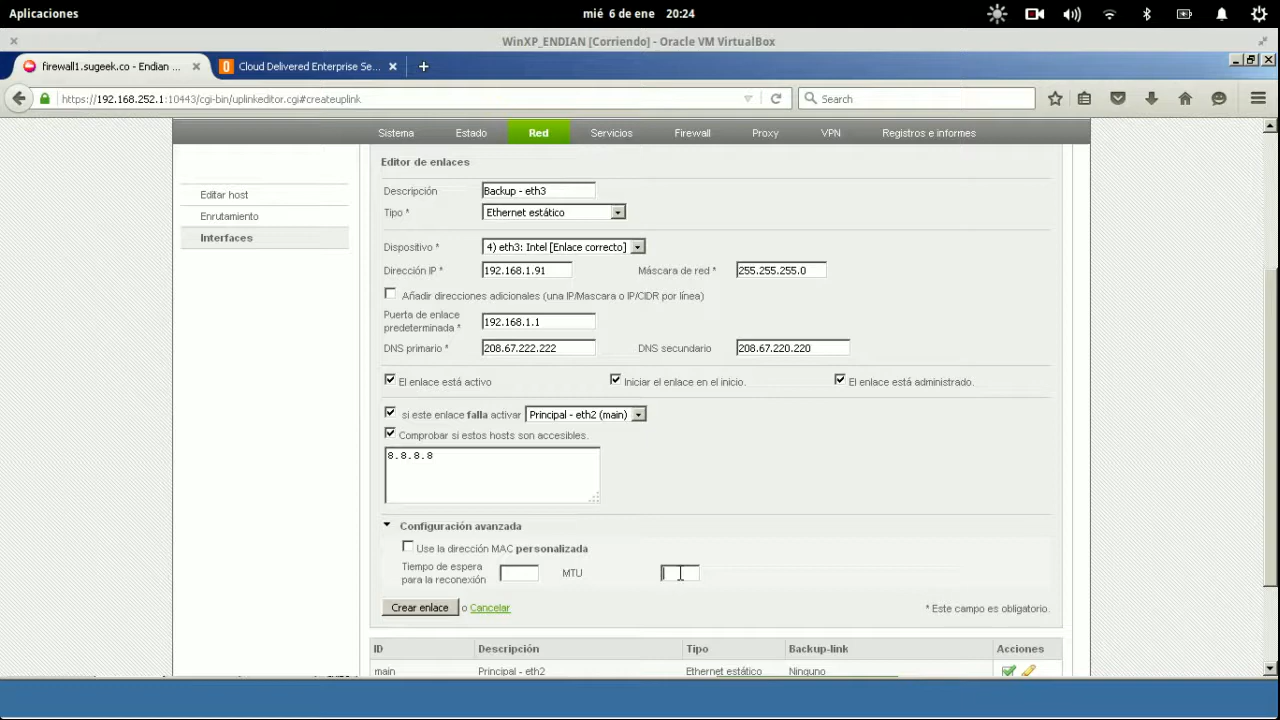 Aplicaciones mié 6 de ene 20:24
WinXP_ENDIAN [Corriendo] - Oracle VM VirtualBox
firewall1.sugeek.co - Endian ... Cloud Delivered Enterprise Se...
https://192.168.252.1:10443/cgi-bin/uplinkeditor.cgi#createuplink Search
Sistema Estado Red Servicios Firewall Proxy VPN Registros e informes
Editor de enlaces
Editar host
Enrutamiento
Interfaces
Descripción Backup - eth3
Tipo * Ethernet estático
Dispositivo * 4) eth3: Intel [Enlace correcto]
Dirección IP * 192.168.1.91 Máscara de red * 255.255.255.0
Añadir direcciones adicionales (una IP/Mascara o IP/CIDR por línea)
Puerta de enlace
predeterminada * 192.168.1.1
DNS primario * 208.67.222.222 DNS secundario 208.67.220.220
El enlace está activo Iniciar el enlace en el inicio. El enlace está administrado.
si este enlace falla activar Principal - eth2 (main)
Comprobar si estos hosts son accesibles.
8.8.8.8
Configuración avanzada
Use la dirección MAC personalizada
Tiempo de espera
para la reconexión MTU
Crear enlace o Cancelar * Este campo es obligatorio.
ID Descripción Tipo Backup-link Acciones
main Principal - eth2 Ethernet estático Ninguno